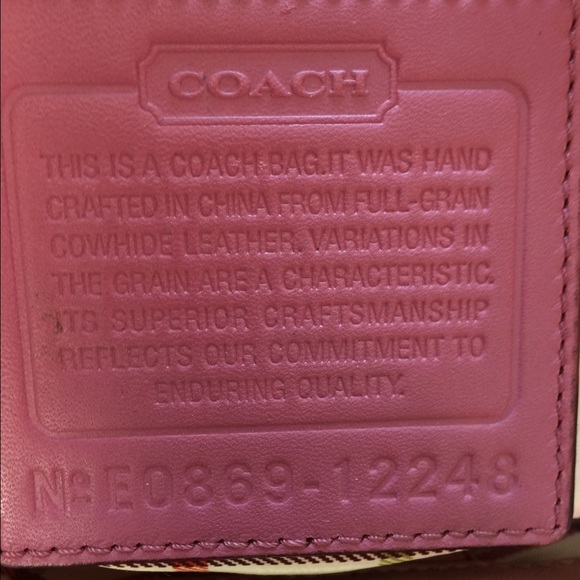 COACH
THIS IS A COACH BAG.IT WAS HAND
CRAFTED IN CHINA FROM FULL-GRAIN
COWHIDE LEATHER. VARIATIONS IN
THE GRAIN ARE A CHARACTERISTIC.
ITS SUPERIOR CRAFTSMANSHIP
REFLECTS OUR COMMITMENT TO
ENDURING QUALITY.
Nº E0869-12248